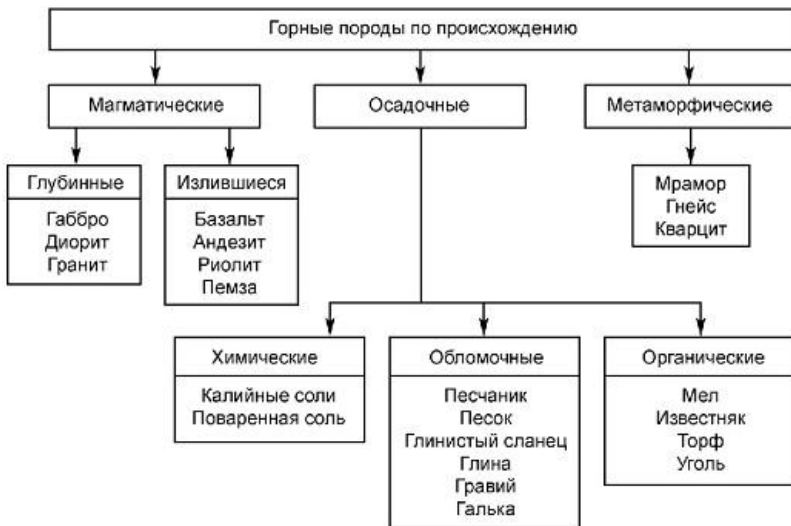 Горные породы по происхождению
Магматические
Осадочные
Метаморфические
Глубинные
Габбро
Диорит
Гранит
Излившиеся
Базальт
Андезит
Риолит
Пемза
Мрамор
Гнейс
Кварцит
Химические
Калийные соли
Поваренная соль
Обломочные
Песчаник
Песок
Глинистый сланец
Глина
Гравий
Галька
Органические
Мел
Известняк
Торф
Уголь